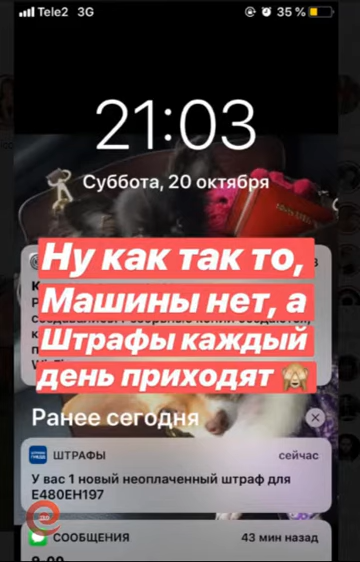 Tele2 3G 35 %
21:03
Суббота, 20 октября
Ну как так то,
Машины нет, а
Штрафы каждый
день приходят 🙈
Ранее сегодня
ШТРАФЫ сейчас
У вас 1 новый неоплаченный штраф для
Е480ЕН197
СООБЩЕНИЯ 43 мин назад